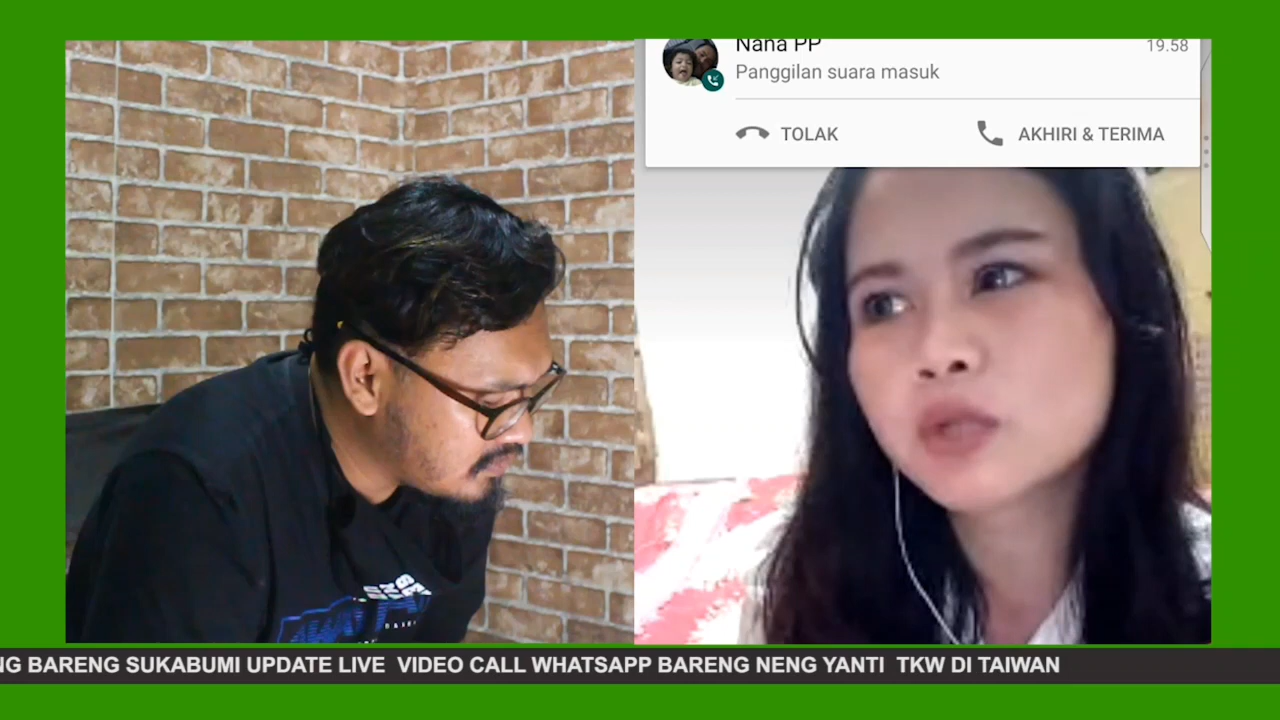 Nana PP
19.58
Panggilan suara masuk
TOLAK
AKHIRI & TERIMA
NG BARENG SUKABUMI UPDATE LIVE VIDEO CALL WHATSAPP BARENG NENG YANTI TKW DI TAIWAN